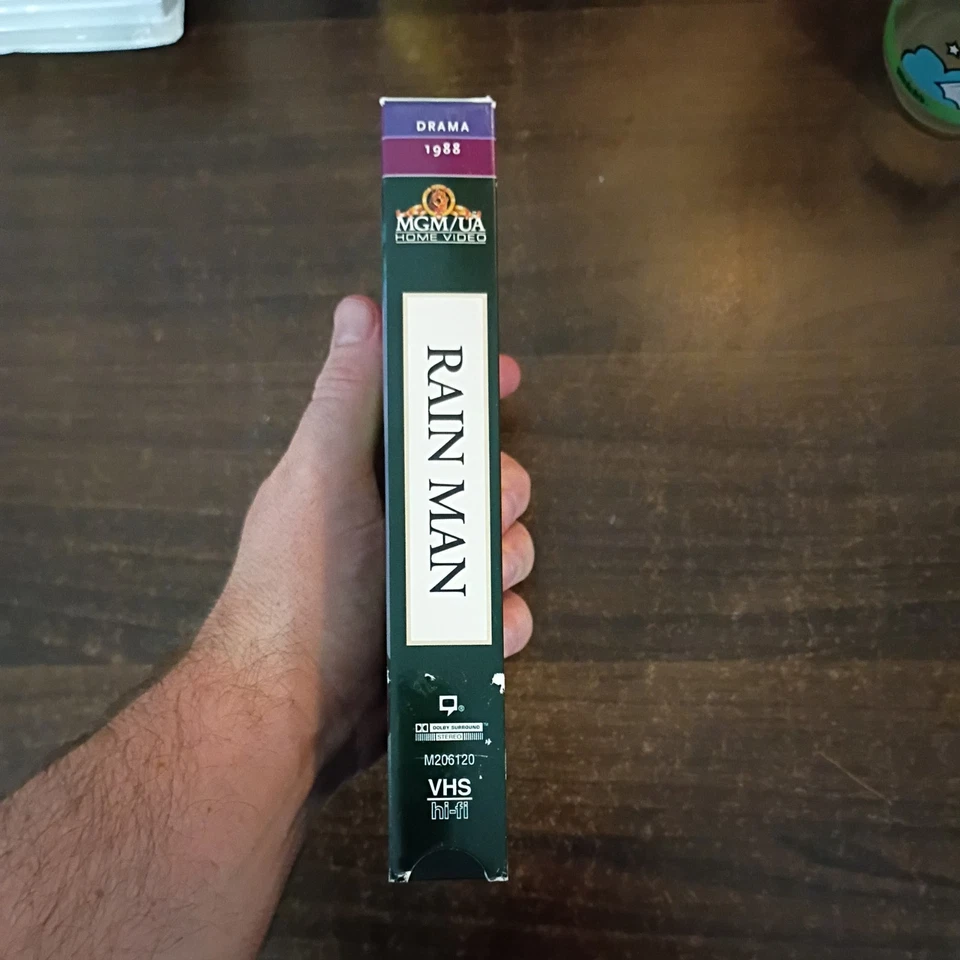 DRAMA
1988
MGM/UA
HOME VIDEO
RAIN MAN
DOLBY SURROUND
STEREO
M206120
VHS
hi-fi